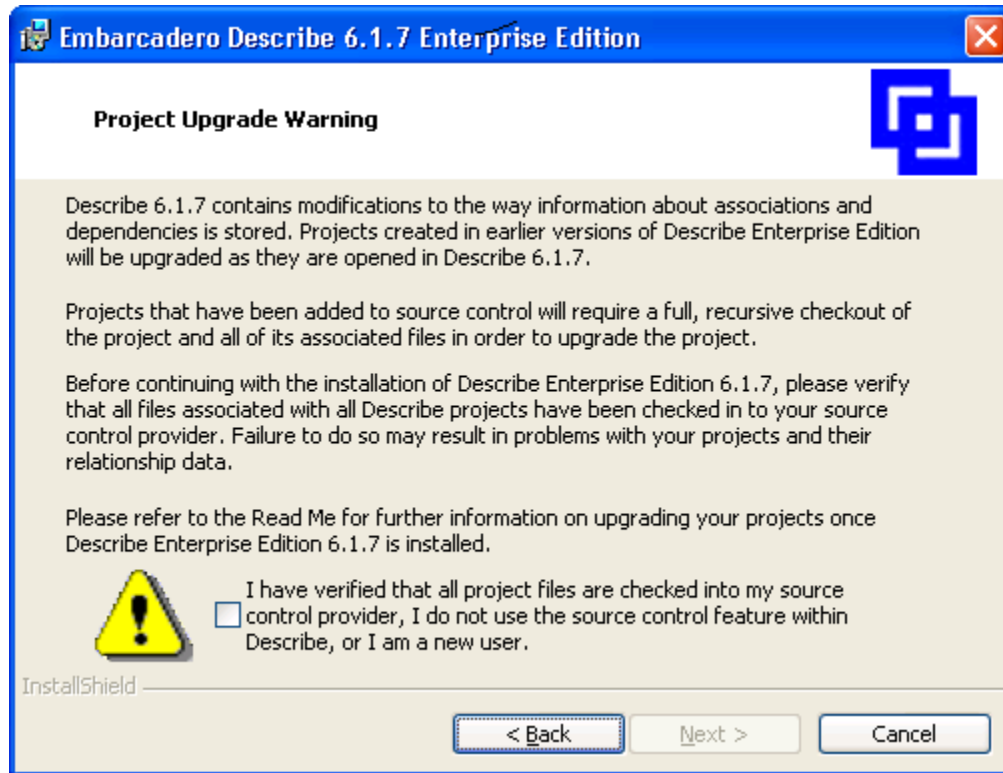 Embarcadero Describe 6.1.7 Enterprise Edition
Project Upgrade Warning
Describe 6.1.7 contains modifications to the way information about associations and
dependencies is stored. Projects created in earlier versions of Describe Enterprise Edition
will be upgraded as they are opened in Describe 6.1.7.
Projects that have been added to source control will require a full, recursive checkout of
the project and all of its associated files in order to upgrade the project.
Before continuing with the installation of Describe Enterprise Edition 6.1.7, please verify
that all files associated with all Describe projects have been checked in to your source
control provider. Failure to do so may result in problems with your projects and their
relationship data.
Please refer to the Read Me for further information on upgrading your projects once
Describe Enterprise Edition 6.1.7 is installed.
I have verified that all project files are checked into my source
control provider, I do not use the source control feature within
Describe, or I am a new user.
InstallShield
< Back Next > Cancel